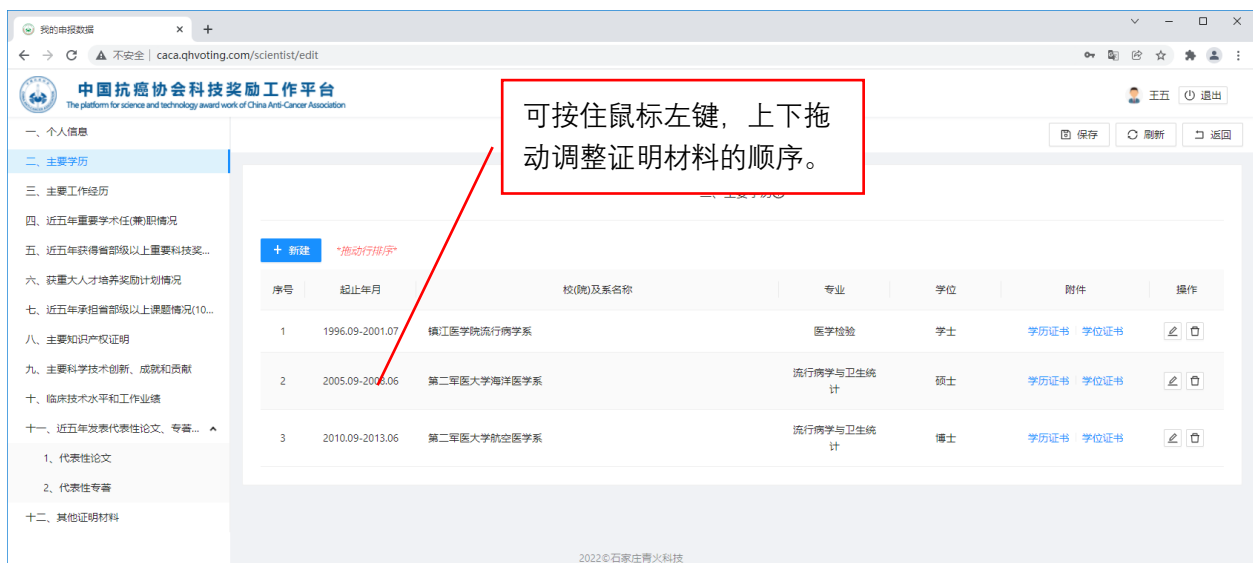 我的申报数据
不安全 | caca.qhvoting.com/scientist/edit
中国抗癌协会科技奖励工作平台
The platform for science and technology award work of China Anti-Cancer Association
王五 退出
可按住鼠标左键，上下拖
动调整证明材料的顺序。
保存 刷新 返回
一、个人信息
二、主要学历
三、主要工作经历
四、近五年重要学术任(兼)职情况
五、近五年获得省部级以上重要科技奖...
六、获重大人才培养奖励计划情况
七、近五年承担省部级以上课题情况(10...
八、主要知识产权证明
九、主要科学技术创新、成就和贡献
十、临床技术水平和工作业绩
十一、近五年发表代表性论文、专著...
1、代表性论文
2、代表性专著
十二、其他证明材料
+ 新建 *拖动行排序*
序号 起止年月 校(院)及系名称 专业 学位 附件 操作
1 1996.09-2001.07 镇江医学院流行病学系 医学检验 学士 学历证书 学位证书
2 2005.09-2008.06 第二军医大学海洋医学系 流行病学与卫生统
计 硕士 学历证书 学位证书
3 2010.09-2013.06 第二军医大学航空医学系 流行病学与卫生统
计 博士 学历证书 学位证书
2022©石家庄青火科技